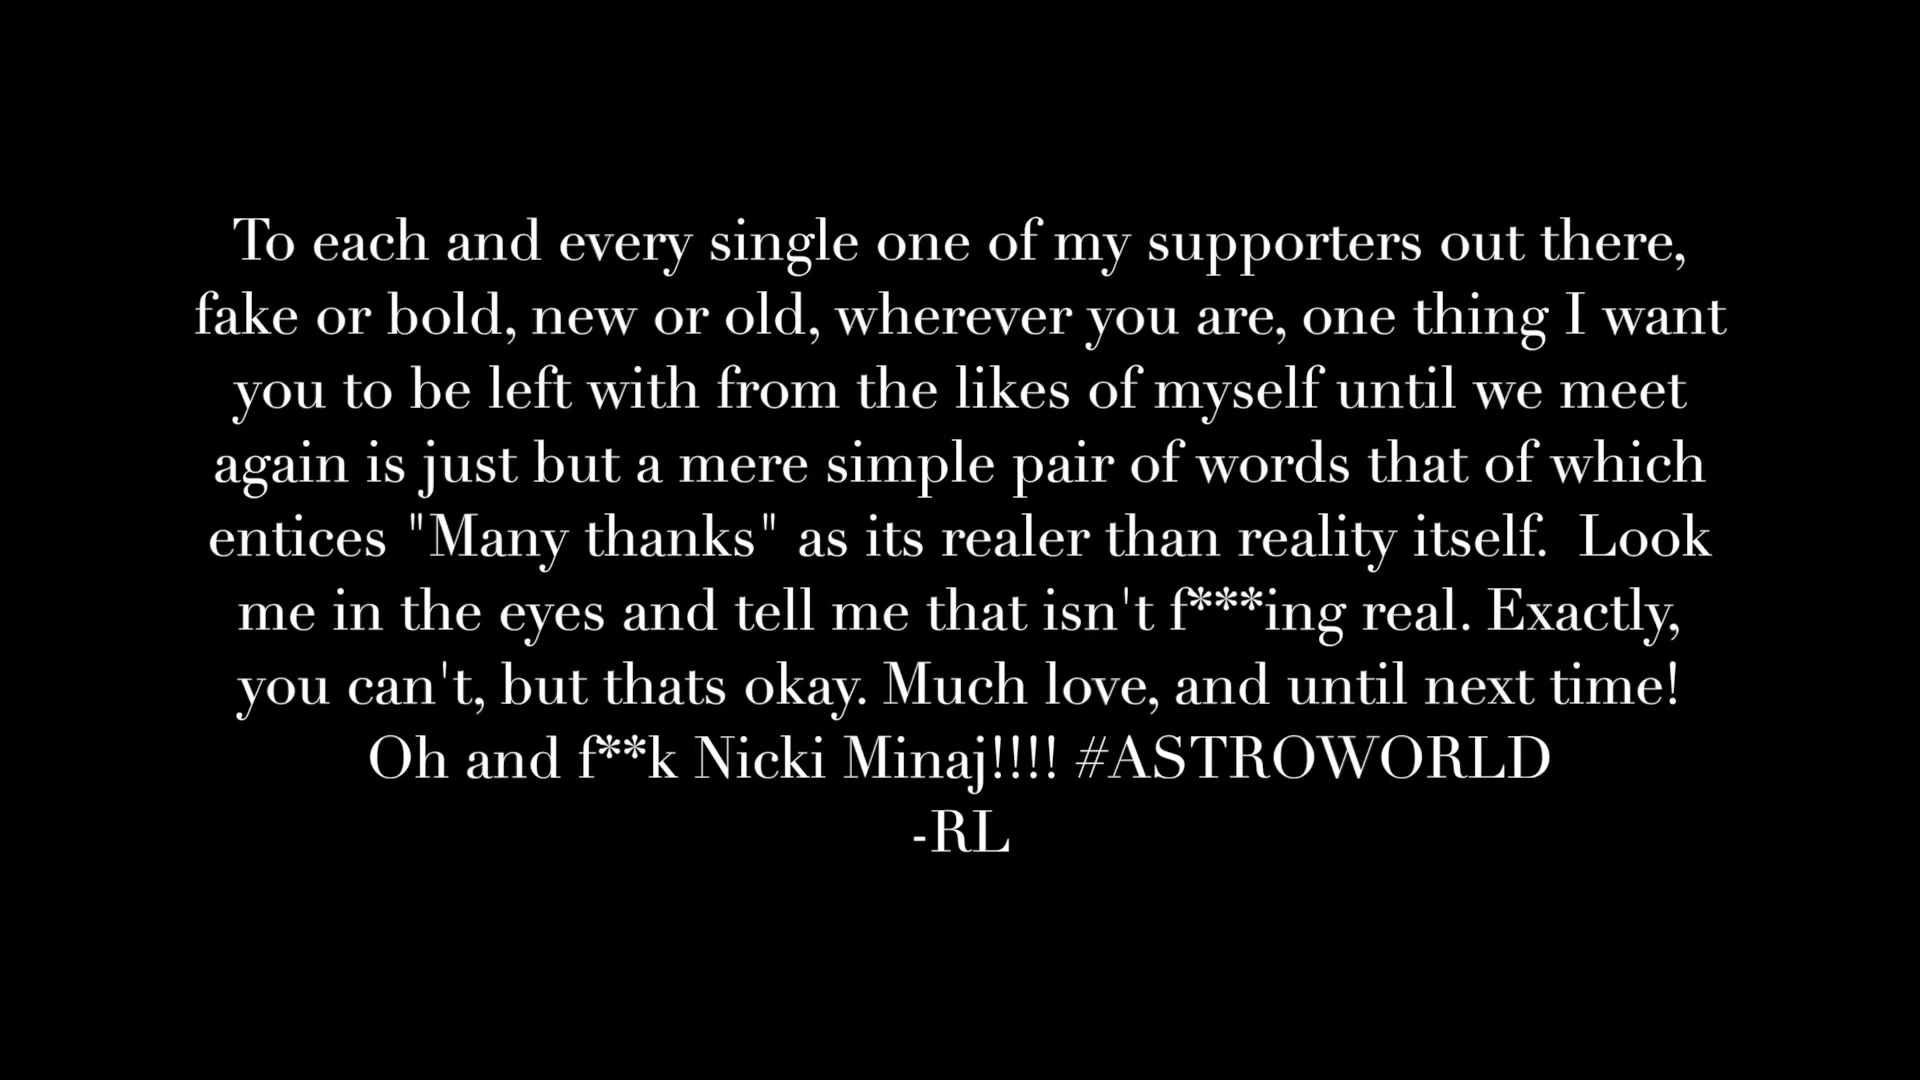 To each and every single one of my supporters out there,
fake or bold, new or old, wherever you are, one thing I want
you to be left with from the likes of myself until we meet
again is just but a mere simple pair of words that of which
entices "Many thanks" as its realer than reality itself.  Look
me in the eyes and tell me that isn't f***ing real. Exactly,
you can't, but thats okay. Much love, and until next time!
Oh and f**k Nicki Minaj!!!! #ASTROWORLD
-RL